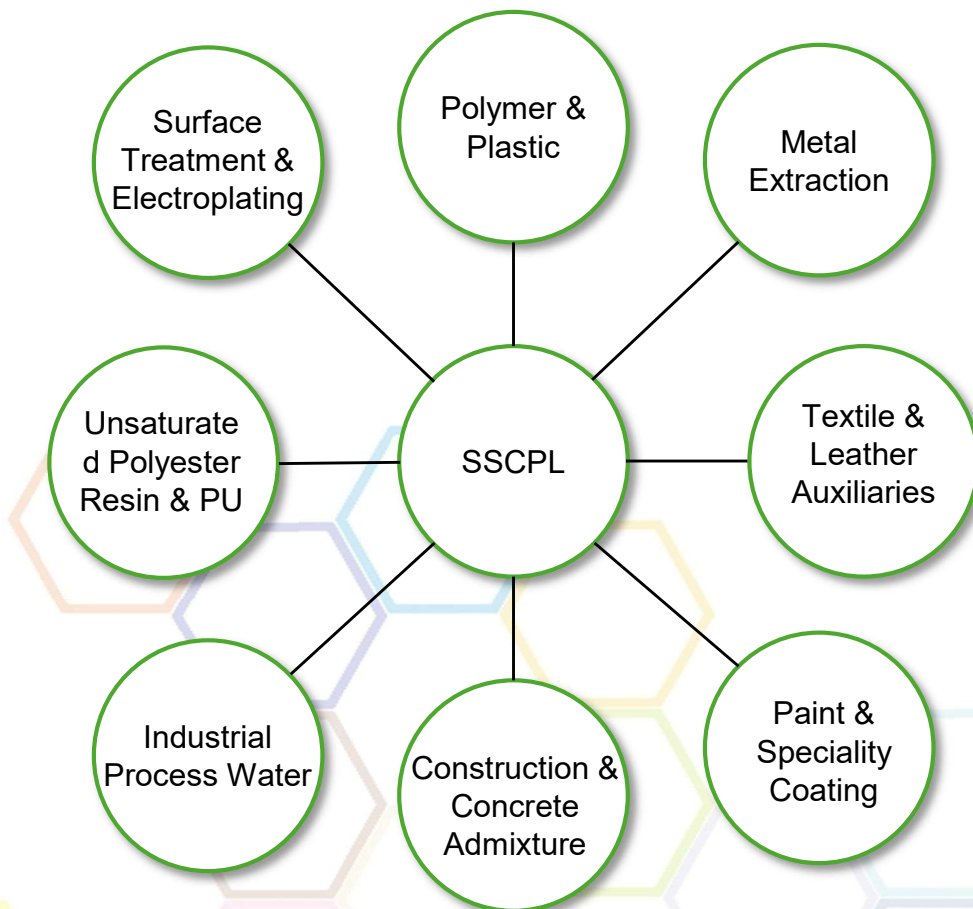 Surface
Treatment &
Electroplating
Polymer &
Plastic
Metal
Extraction
Unsaturate
d Polyester
Resin & PU
SSCPL
Textile &
Leather
Auxiliaries
Industrial
Process Water
Construction &
Concrete
Admixture
Paint &
Speciality
Coating